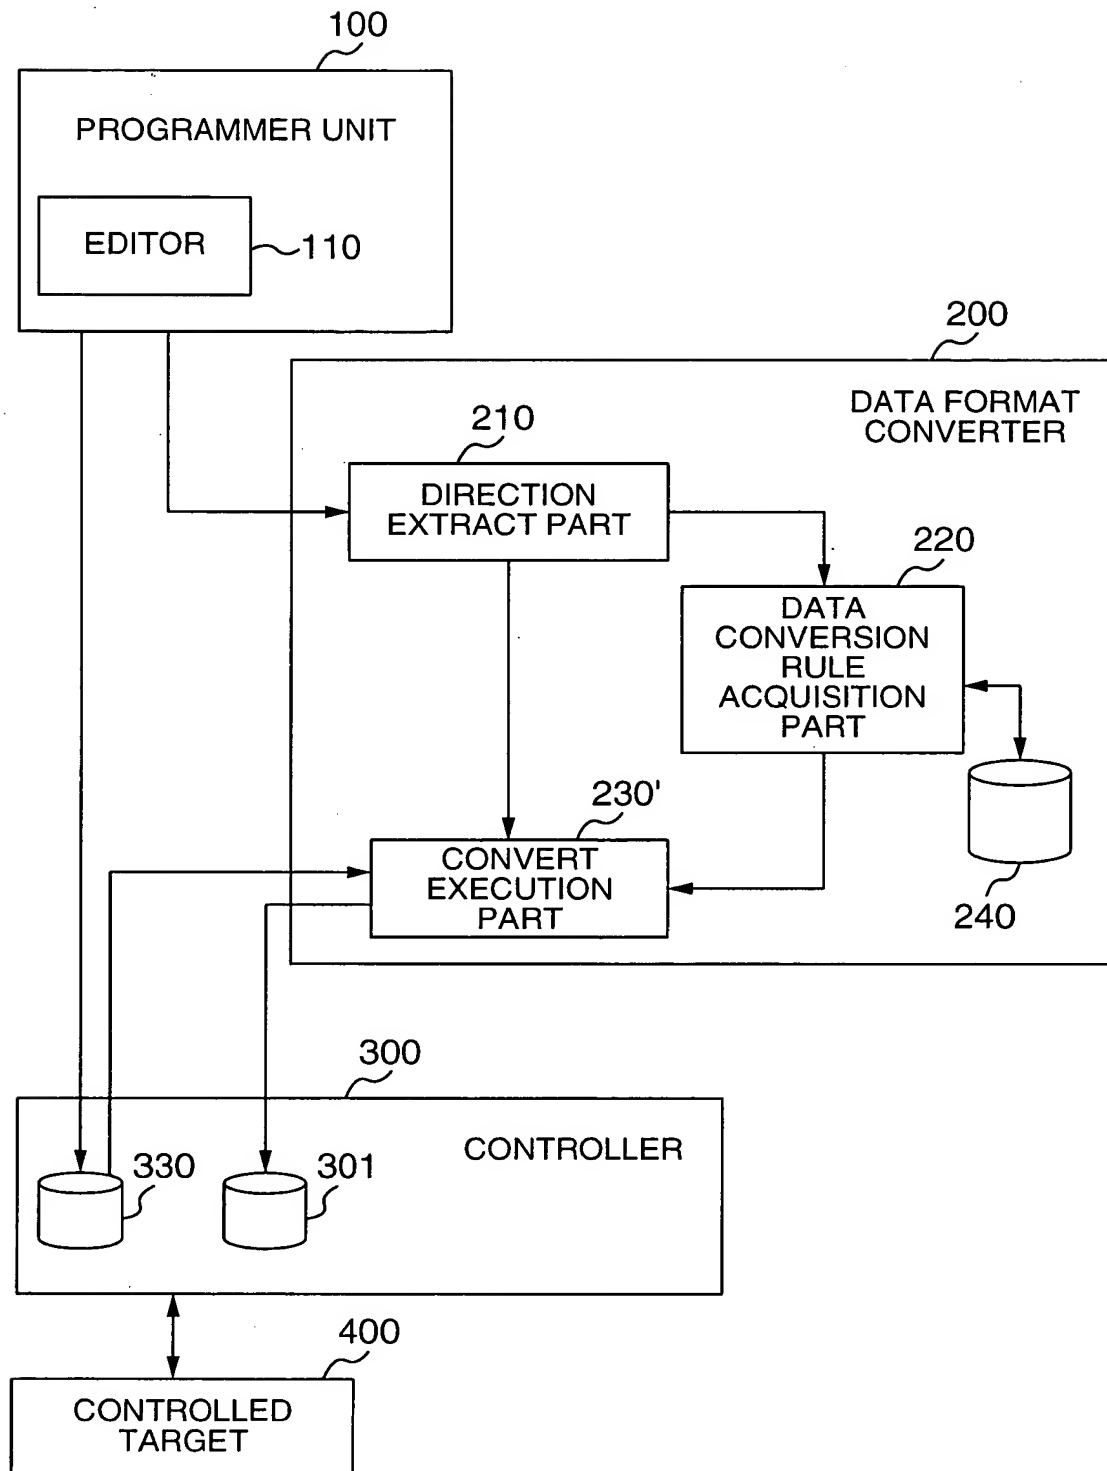 100
PROGRAMMER UNIT
EDITOR
110
200
DATA FORMAT
CONVERTER
210
DIRECTION
EXTRACT PART
220
DATA
CONVERSION
RULE
ACQUISITION
PART
230'
CONVERT
EXECUTION
PART
240
300
CONTROLLER
330
301
400
CONTROLLED
TARGET